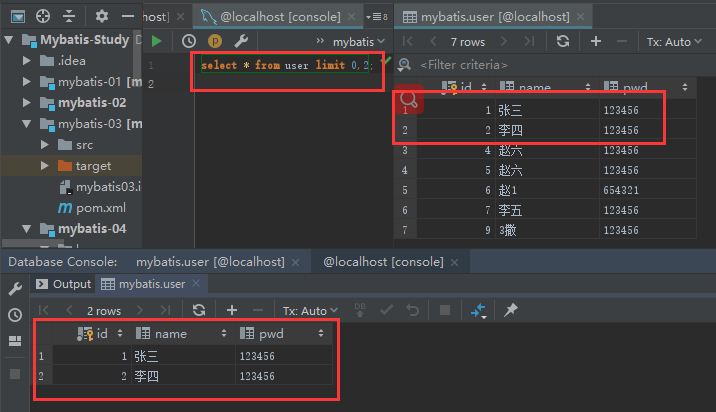 lhost]
@localhost [console]
8
mybatis.user [localhost]
Mybatis-Study
.idea
mybatis-01 [m
mybatis-02
mybatis-03 [m
src
target
mybatis03.i
pom.xml
mybatis-04
mybatis
1 select * from user limit 0,2;
2
7 rows
Tx: Auto
<Filter criteria>
id name pwd
1 1 张三 123456
2 2 李四 123456
3 4 赵六 123456
4 5 赵六 123456
5 6 赵1 654321
6 7 李五 123456
7 9 3撒 123456
Database Console: mybatis.user [@localhost] @localhost [console]
Output mybatis.user
2 rows Tx: Auto DB
id name pwd
1 1 张三 123456
2 2 李四 123456